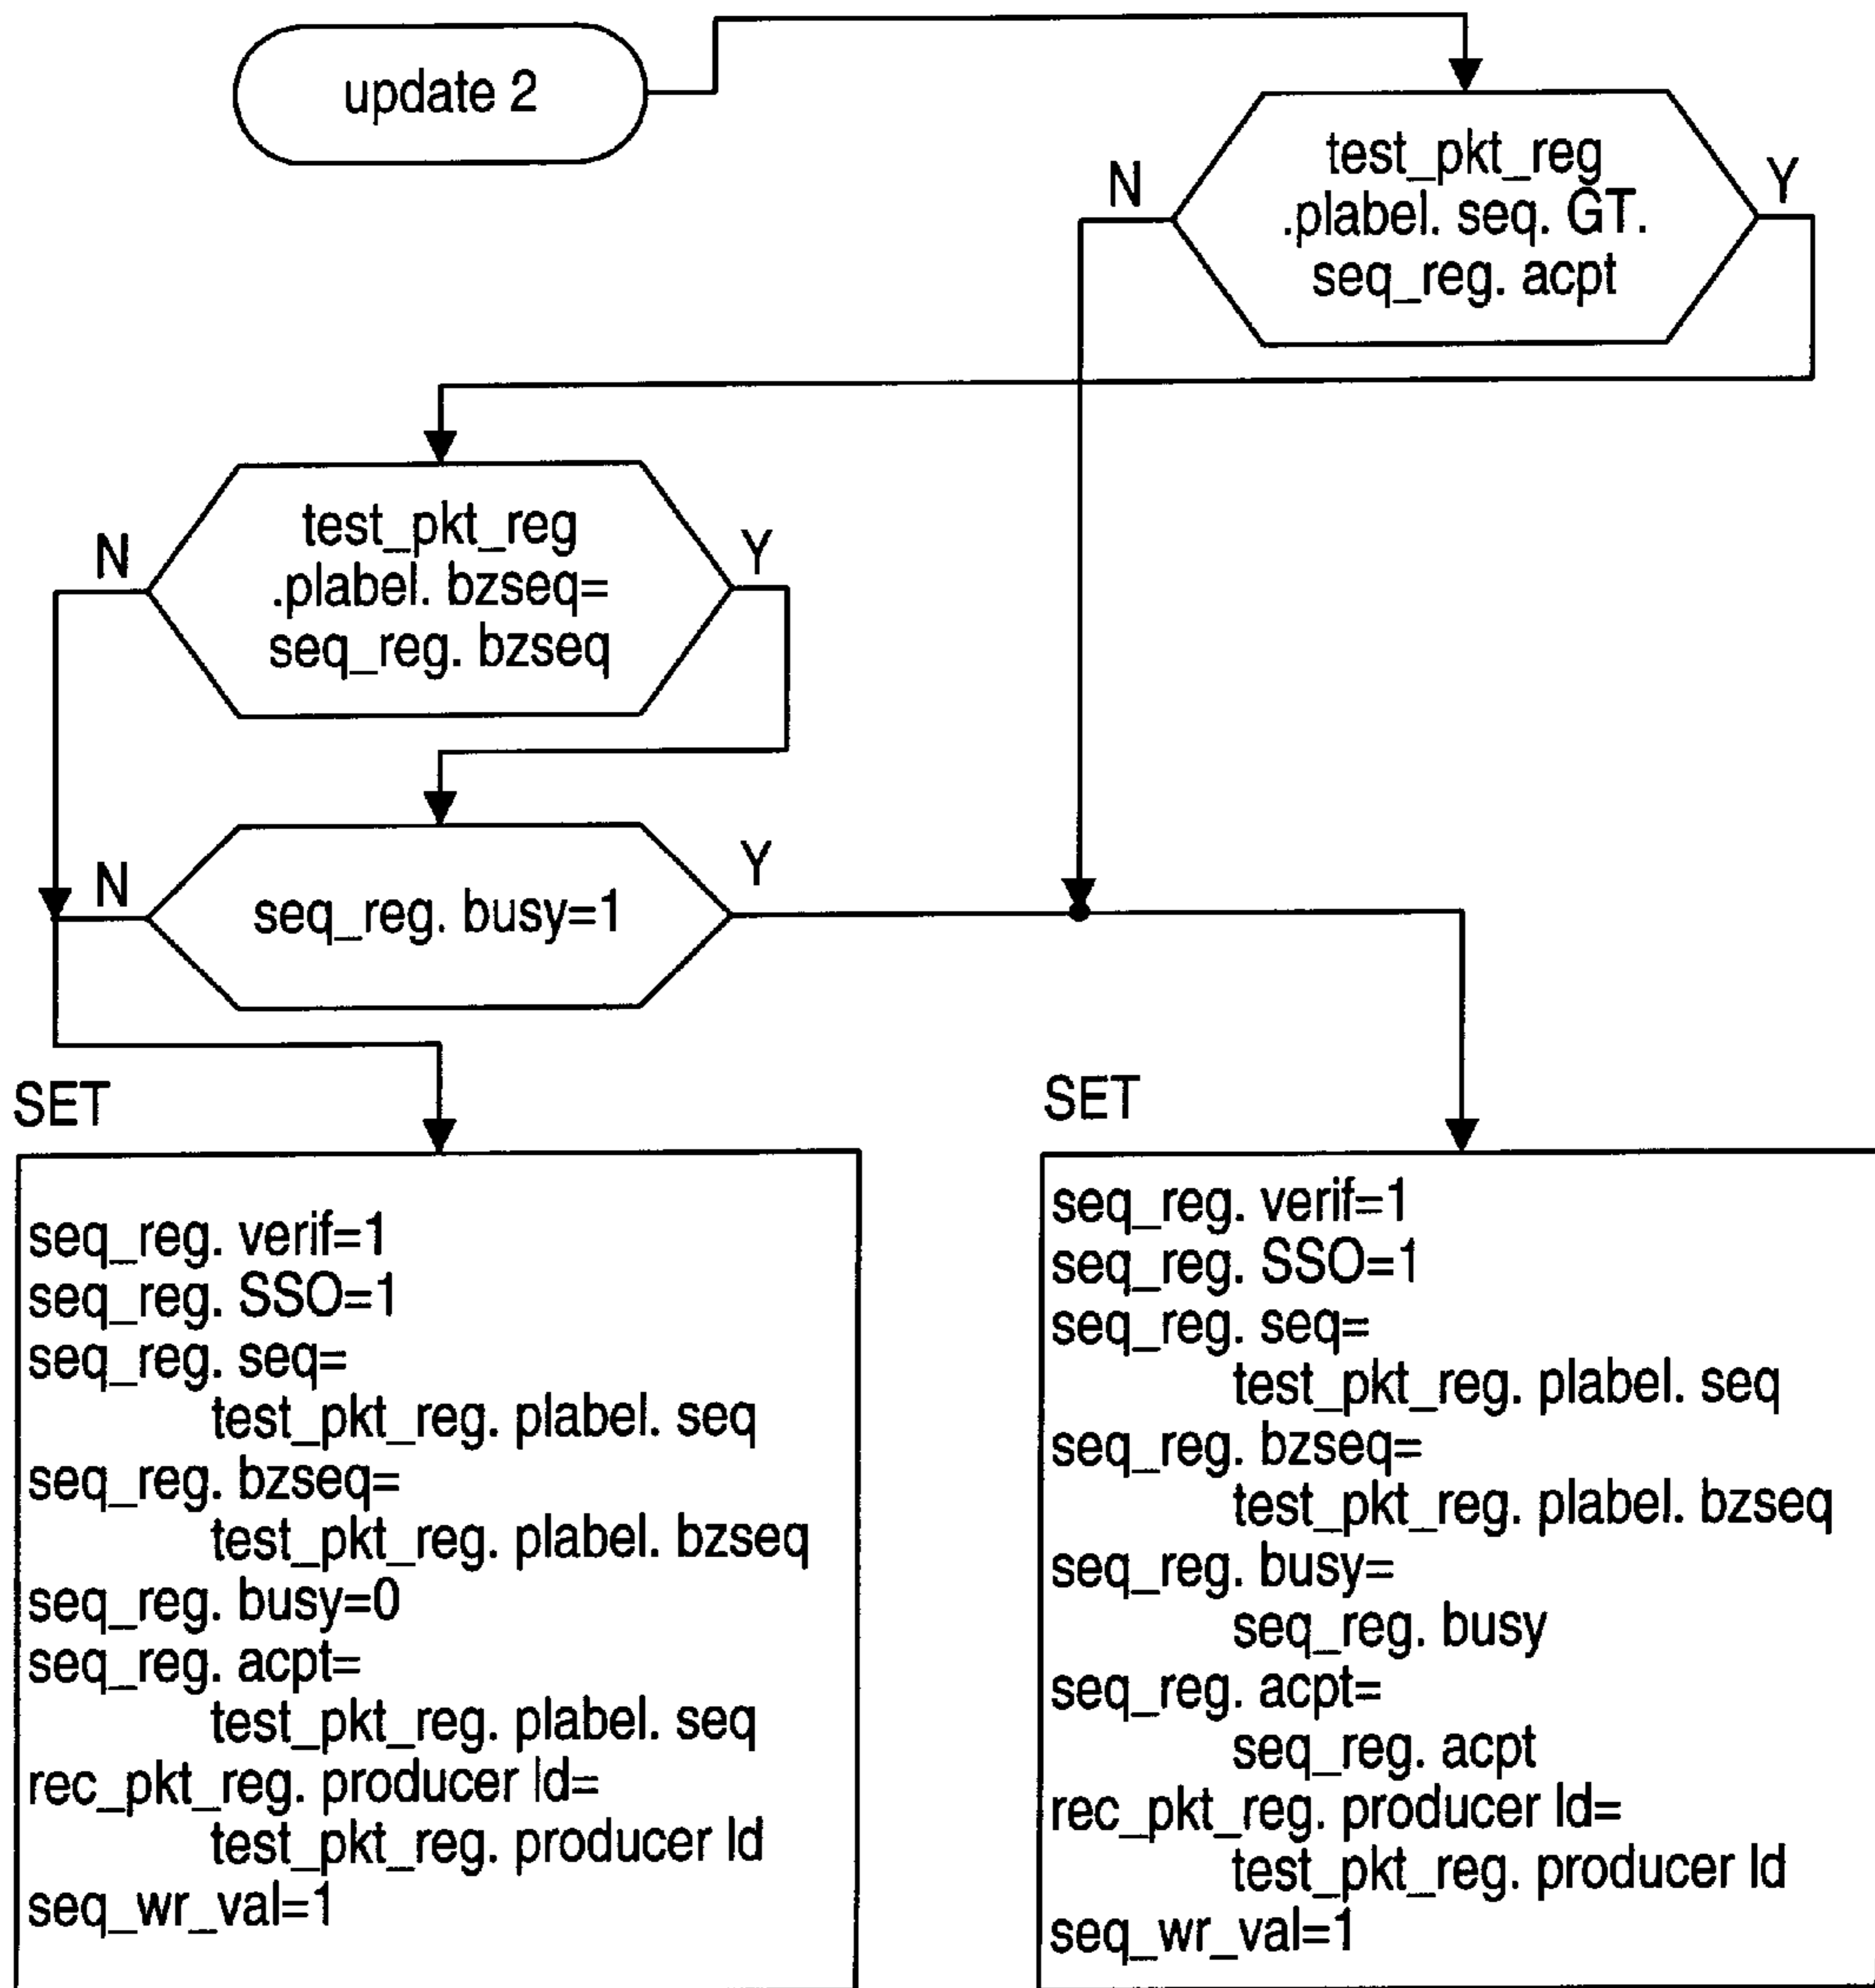 update 2
test_pkt_reg
.plabel. seq. GT.
seq_reg. acpt
N
Y
test_pkt_reg
.plabel. bzseq=
seq_reg. bzseq
N
Y
seq_reg. busy=1
N
Y
SET
seq_reg. verif=1
seq_reg. SSO=1
seq_reg. seq=
test_pkt_reg. plabel. seq
seq_reg. bzseq=
test_pkt_reg. plabel. bzseq
seq_reg. busy=0
seq_reg. acpt=
test_pkt_reg. plabel. seq
rec_pkt_reg. producer Id=
test_pkt_reg. producer Id
seq_wr_val=1
SET
seq_reg. verif=1
seq_reg. SSO=1
seq_reg. seq=
test_pkt_reg. plabel. seq
seq_reg. bzseq=
test_pkt_reg. plabel. bzseq
seq_reg. busy=
seq_reg. busy
seq_reg. acpt=
seq_reg. acpt
rec_pkt_reg. producer Id=
test_pkt_reg. producer Id
seq_wr_val=1